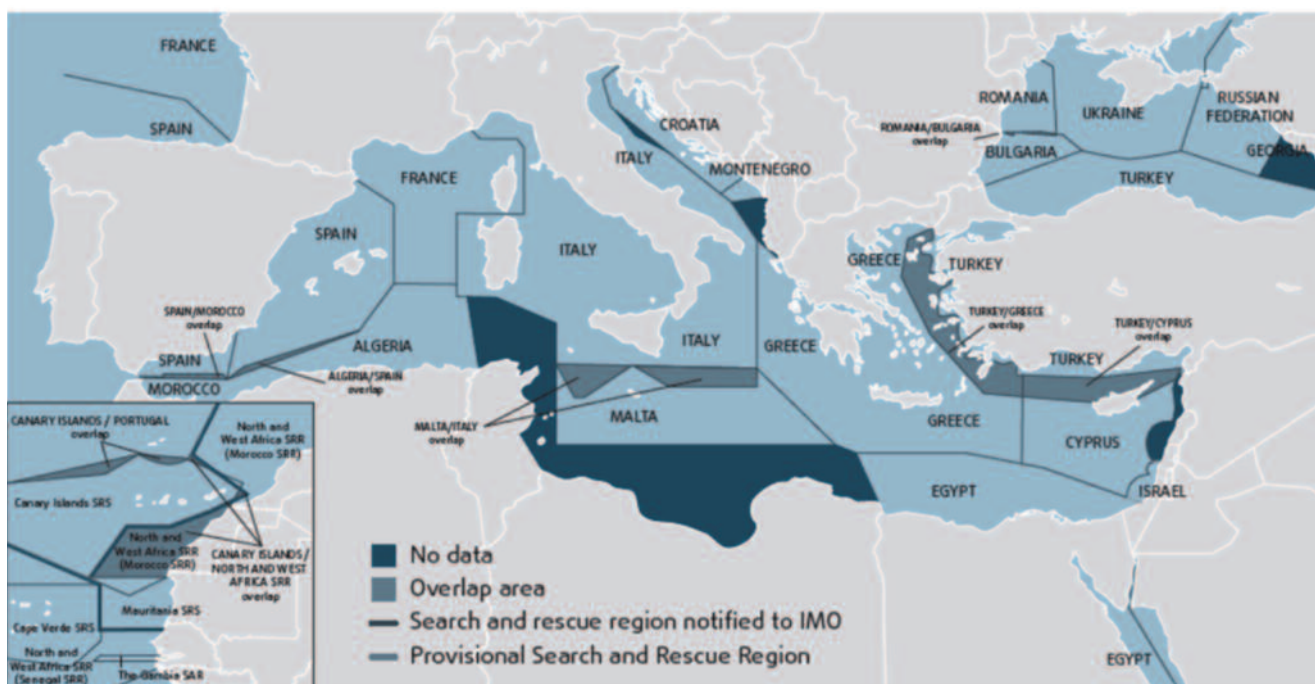 FRANCE
SPAIN
FRANCE
SPAIN
ITALY
CROATIA
ITALY
MONTENEGRO
ROMANIA
UKRAINE
RUSSIAN
FEDERATION
ROMANIA/BULGARIA
overlap
BULGARIA
GEORGIA
TURKEY
GREECE
TURKEY
SPAIN/MOROCCO
overlap
SPAIN
MOROCCO
ALGERIA
ALGERIA/SPAIN
overlap
ITALY
GREECE
TURKEY/GREECE
overlap
TURKEY/CYPRUS
overlap
TURKEY
MALTA/ITALY
overlap
MALTA
GREECE
CYPRUS
EGYPT
ISRAEL
CANARY ISLANDS / PORTUGAL
overlap
North and
West Africa SRR
(Morocco SRR)
Canary Islands SRS
North and
West Africa SRR
(Morocco SRR)
CANARY ISLANDS/
NORTH AND WEST
AFRICA SRR
overlap
Mauritania SRS
Cape Verde SRS
North and
West Africa SRR
(Senegal SRR)
The Gambia SAR
No data
Overlap area
Search and rescue region notified to IMO
Provisional Search and Rescue Region
EGYPT